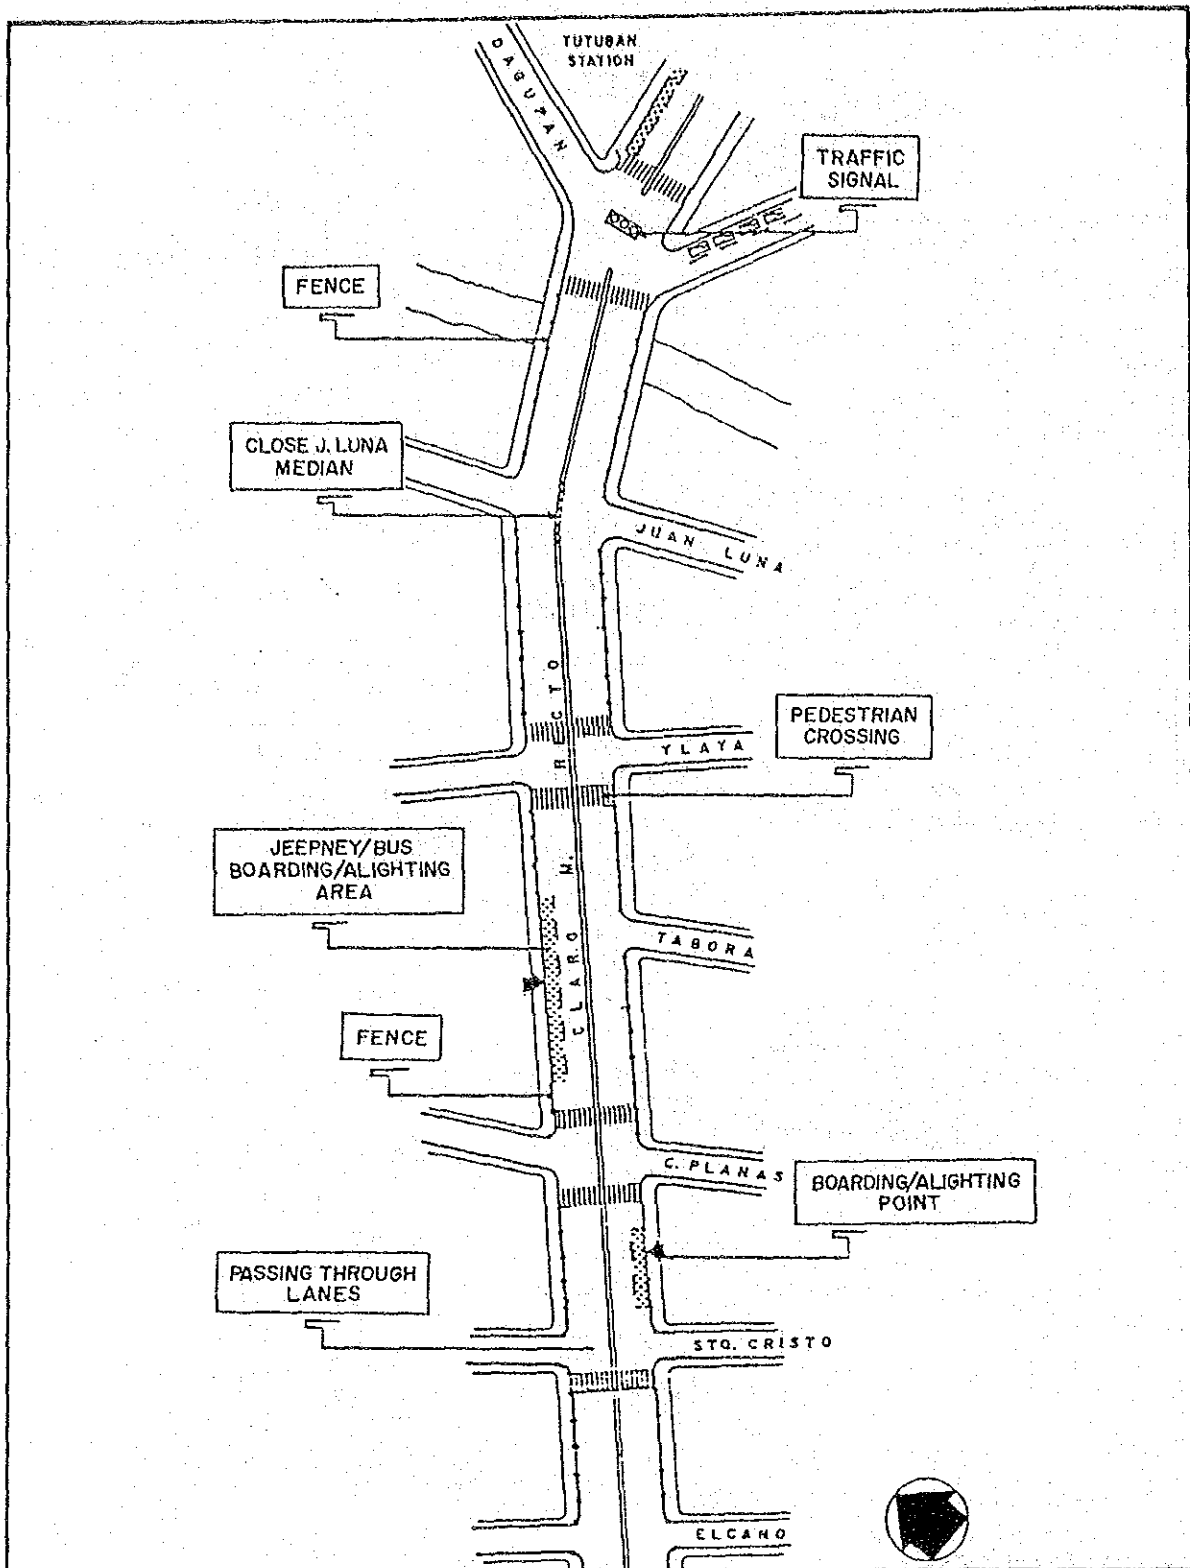 TUTUBAN
STATION
DAGUPAN
TRAFFIC
SIGNAL
FENCE
CLOSE J. LUNA
MEDIAN
JUAN LUNA
PEDESTRIAN
CROSSING
YLAYA
CLARO M. RECTO
JEEPNEY/BUS
BOARDING/ALIGHTING
AREA
TABORA
FENCE
C. PLANAS
BOARDING/ALIGHTING
POINT
PASSING THROUGH
LANES
STO. CRISTO
ELCANO